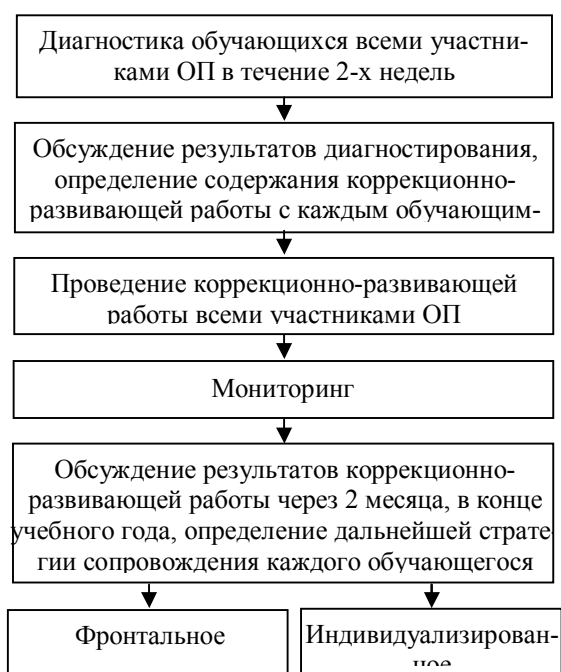 Диагностика обучающихся всеми участни-
ками ОП в течение 2-х недель
Обсуждение результатов диагностирования,
определение содержания коррекционно-
развивающей работы с каждым обучающим-
Проведение коррекционно-развивающей
работы всеми участниками ОП
Мониторинг
Обсуждение результатов коррекционно-
развивающей работы через 2 месяца, в конце
учебного года, определение дальнейшей страте-
гии сопровождения каждого обучающегося
Фронтальное
Индивидуализирован-
ное